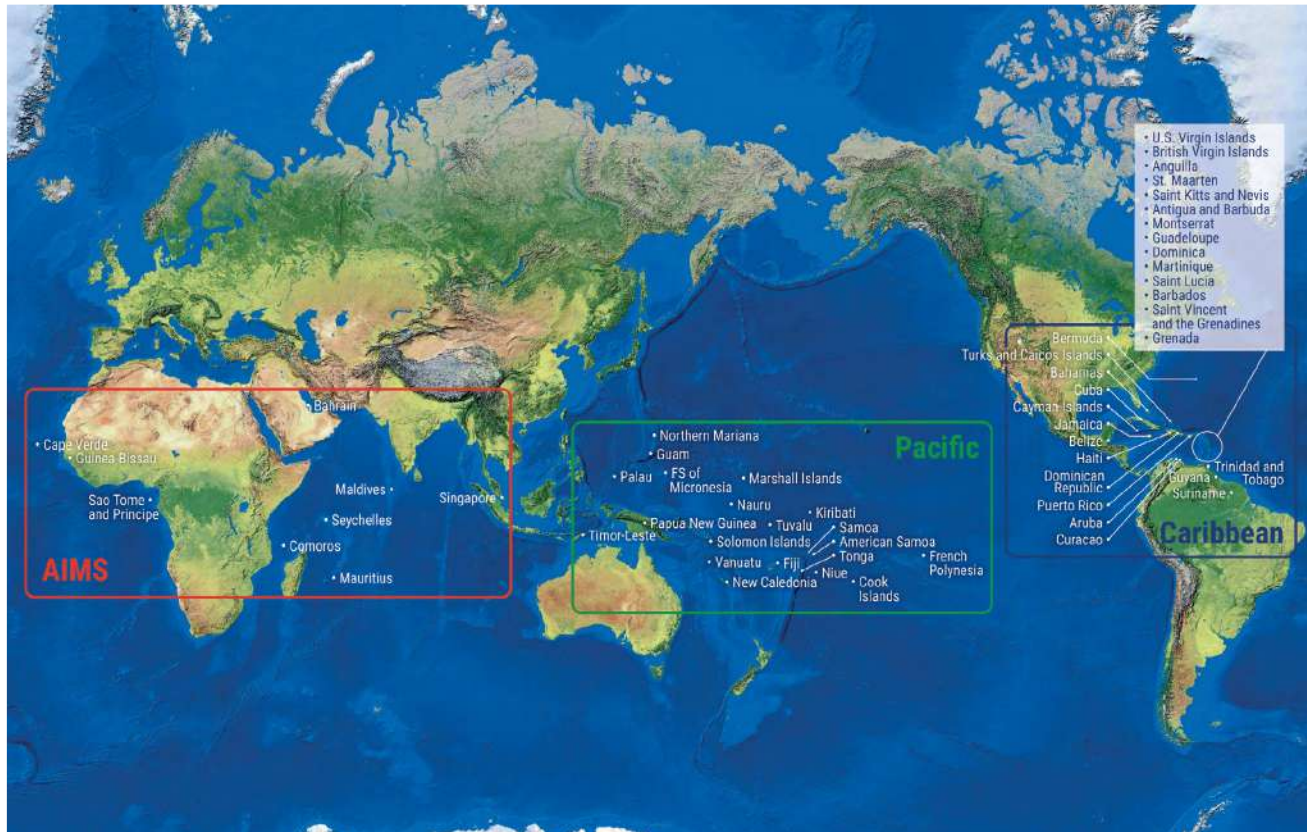 • U.S. Virgin Islands
• British Virgin Islands
• Anguilla
• St. Maarten
• Saint Kitts and Nevis
• Antigua and Barbuda
• Montserrat
• Guadeloupe
• Dominica
• Martinique
• Saint Lucia
• Barbados
• Saint Vincent
and the Grenadines
• Grenada
Bermuda
Turks and Caicos Islands
Bahamas
Cuba
Cayman Islands
Jamaica
Belize
Haiti
Dominican
Republic
Puerto Rico
Aruba
Curacao
Trinidad and
Tobago
Guyana
Suriname
Caribbean
Bahrain
Cape Verde
Guinea Bissau
Sao Tome
and Principe
Maldives
Singapore
Seychelles
Comoros
Mauritius
AIMS
Pacific
Northern Mariana
Guam
Palau
FS of
Micronesia
Marshall Islands
Nauru
Kiribati
Papua New Guinea
Tuvalu
Samoa
Timor-Leste
Solomon Islands
American Samoa
Vanuatu
Fiji
Tonga
French
Polynesia
New Caledonia
Niue
Cook
Islands